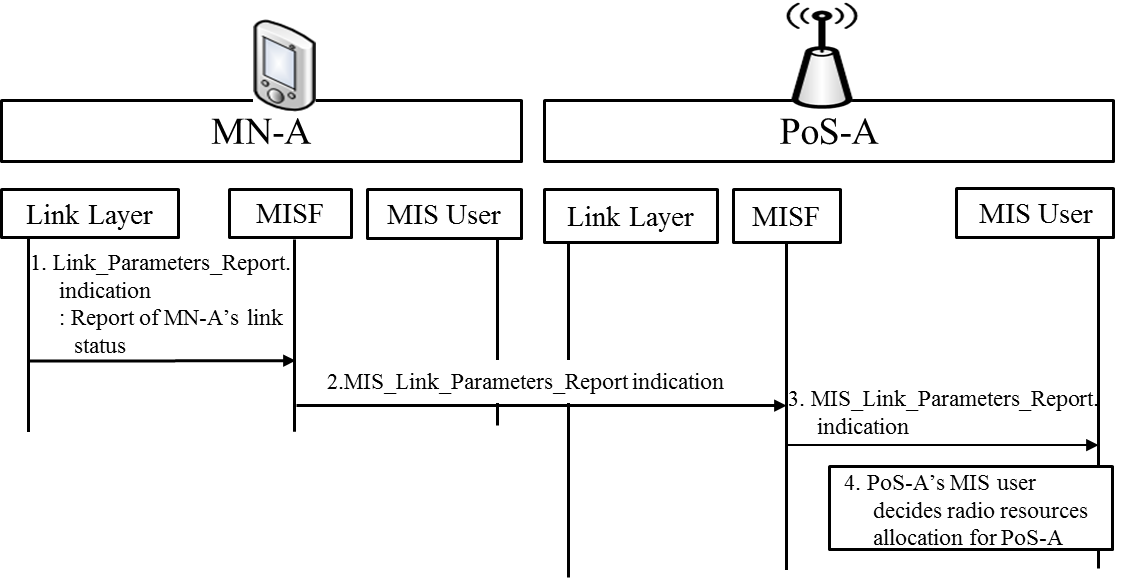 MN-A
PoS-A
Link Layer
MISF
MIS User
Link Layer
MISF
MIS User
1. Link_Parameters_Report.
indication
: Report of MN-A's link
status
2.MIS_Link_Parameters_Report indication
3. MIS_Link_Parameters_Report.
indication
4. PoS-A's MIS user
decides radio resources
allocation for PoS-A